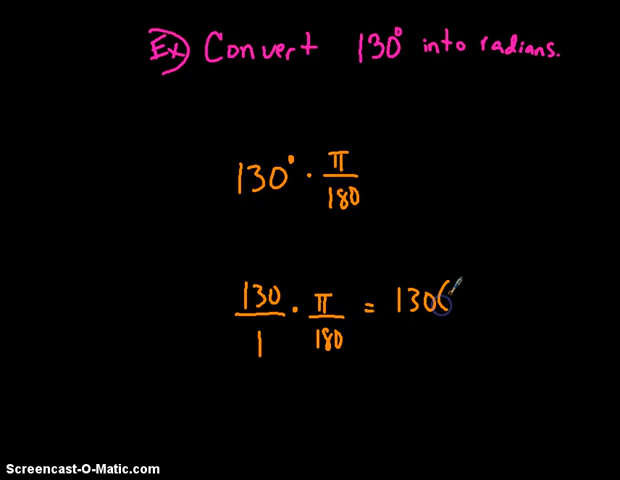 Ex) Convert 130° into radians.
130° · π/180
130/1 · π/180 = 130(
Screencast-O-Matic.com